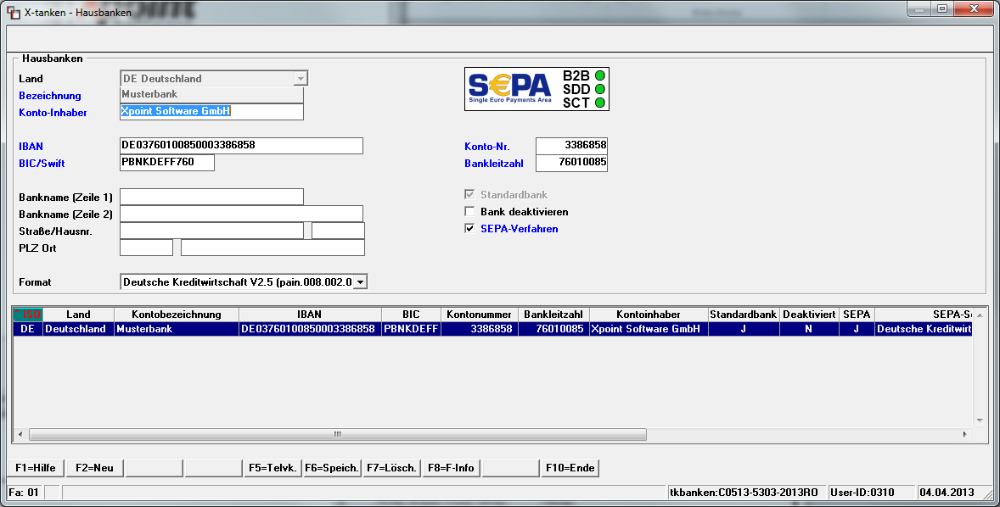 X-tanken - Hausbanken
Hausbanken
Land DE Deutschland
Bezeichnung Musterbank
Konto-Inhaber Xpoint Software GmbH
S€PA
Single Euro Payments Area
B2B
SDD
SCT
IBAN DE03760100850003386858
BIC/Swift PBNKDEFF760
Konto-Nr. 3386858
Bankleitzahl 76010085
Bankname (Zeile 1)
Bankname (Zeile 2)
Straße/Hausnr.
PLZ Ort
Standardbank
Bank deaktivieren
SEPA-Verfahren
Format Deutsche Kreditwirtschaft V2.5 (pain.008.002.0
^ ISO Land Kontobezeichnung IBAN BIC Kontonummer Bankleitzahl Kontoinhaber Standardbank Deaktiviert SEPA SEPA-S
DE Deutschland Musterbank DE03760100850003386858 PBNKDEFF 3386858 76010085 Xpoint Software GmbH J N J Deutsche Kreditwirt
F1=Hilfe F2=Neu F5=Telvk. F6=Speich. F7=Lösch. F8=F-Info F10=Ende
Fa: 01 tkbanken:C0513-5303-2013RO User-ID:0310 04.04.2013